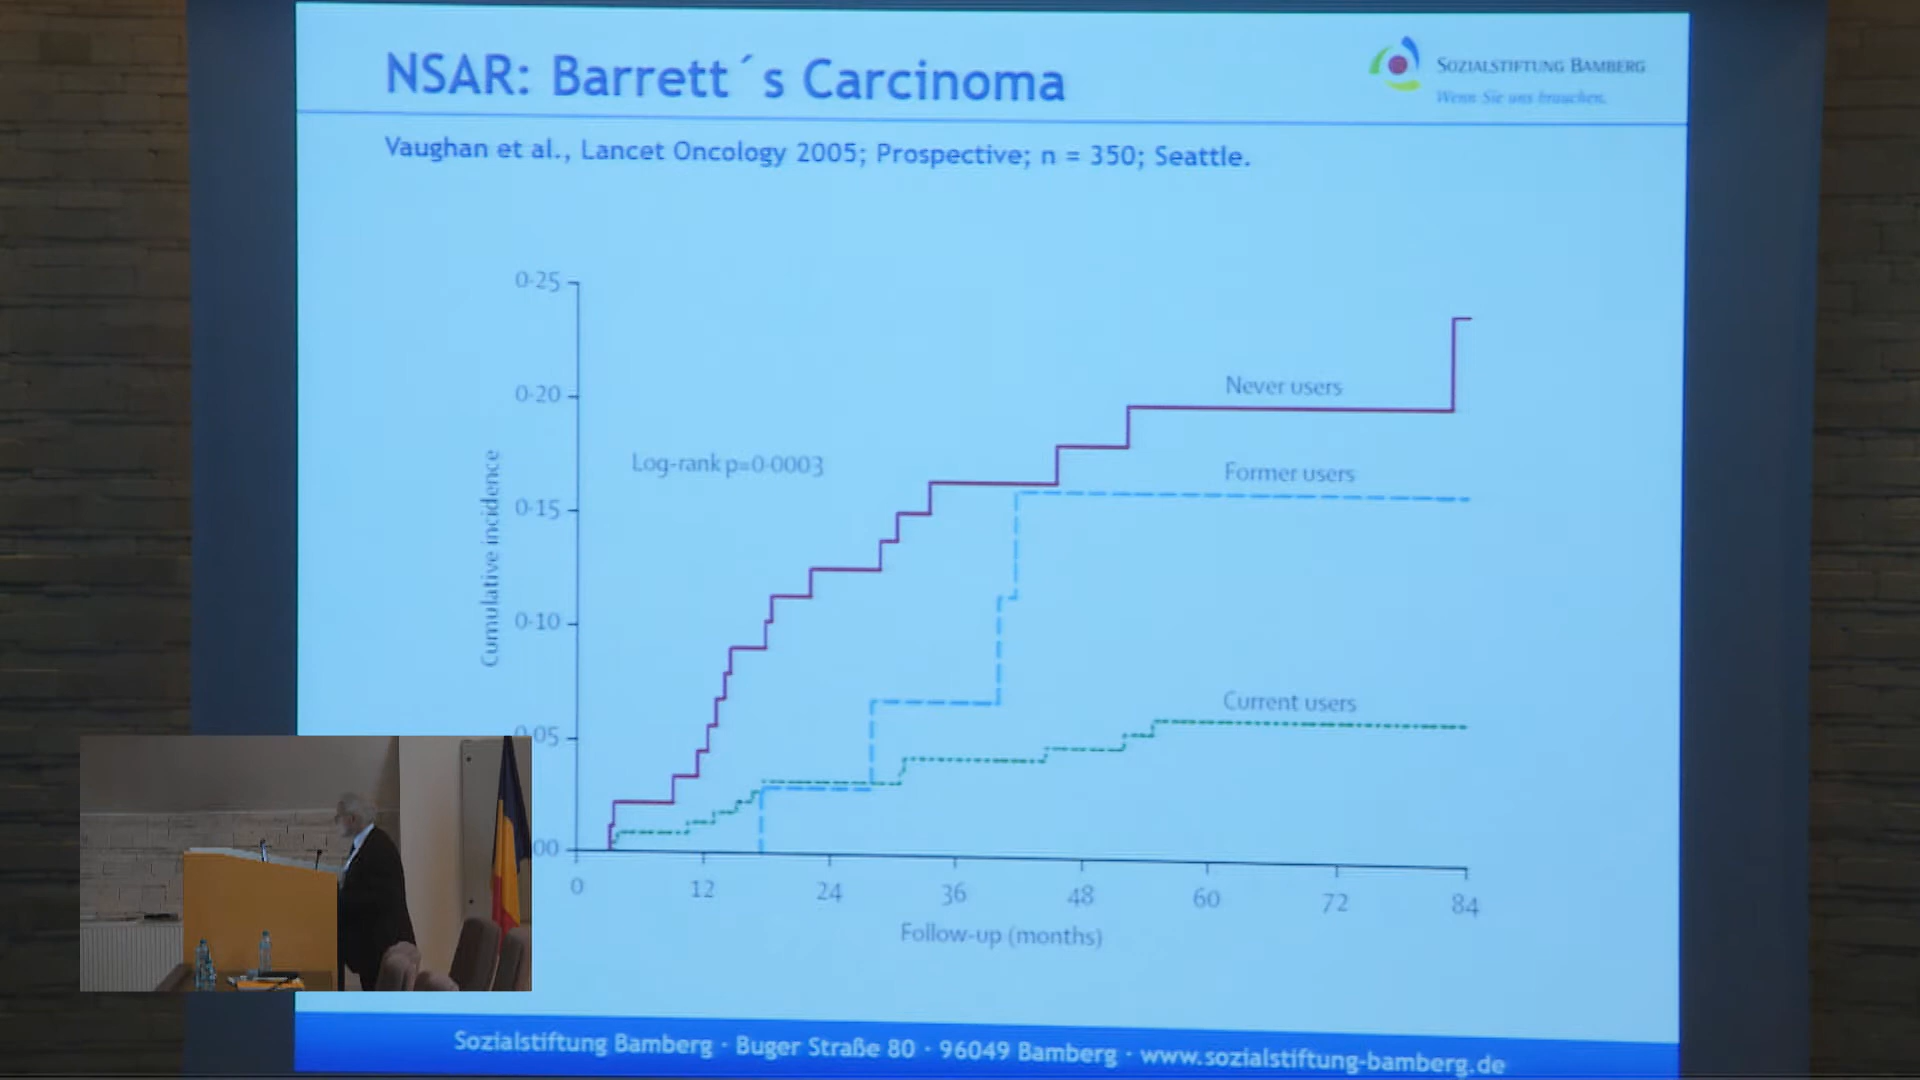 NSAR: Barrett´s Carcinoma
SOZIALSTIFTUNG BAMBERG
Wenn Sie uns brauchen.
Vaughan et al., Lancet Oncology 2005; Prospective; n = 350; Seattle.
0·25
0·20
0·15
0·10
0·05
00
Cumulative incidence
Log-rank p=0·0003
Never users
Former users
Current users
0 12 24 36 48 60 72 84
Follow-up (months)
Sozialstiftung Bamberg · Buger Straße 80 · 96049 Bamberg · www.sozialstiftung-bamberg.de